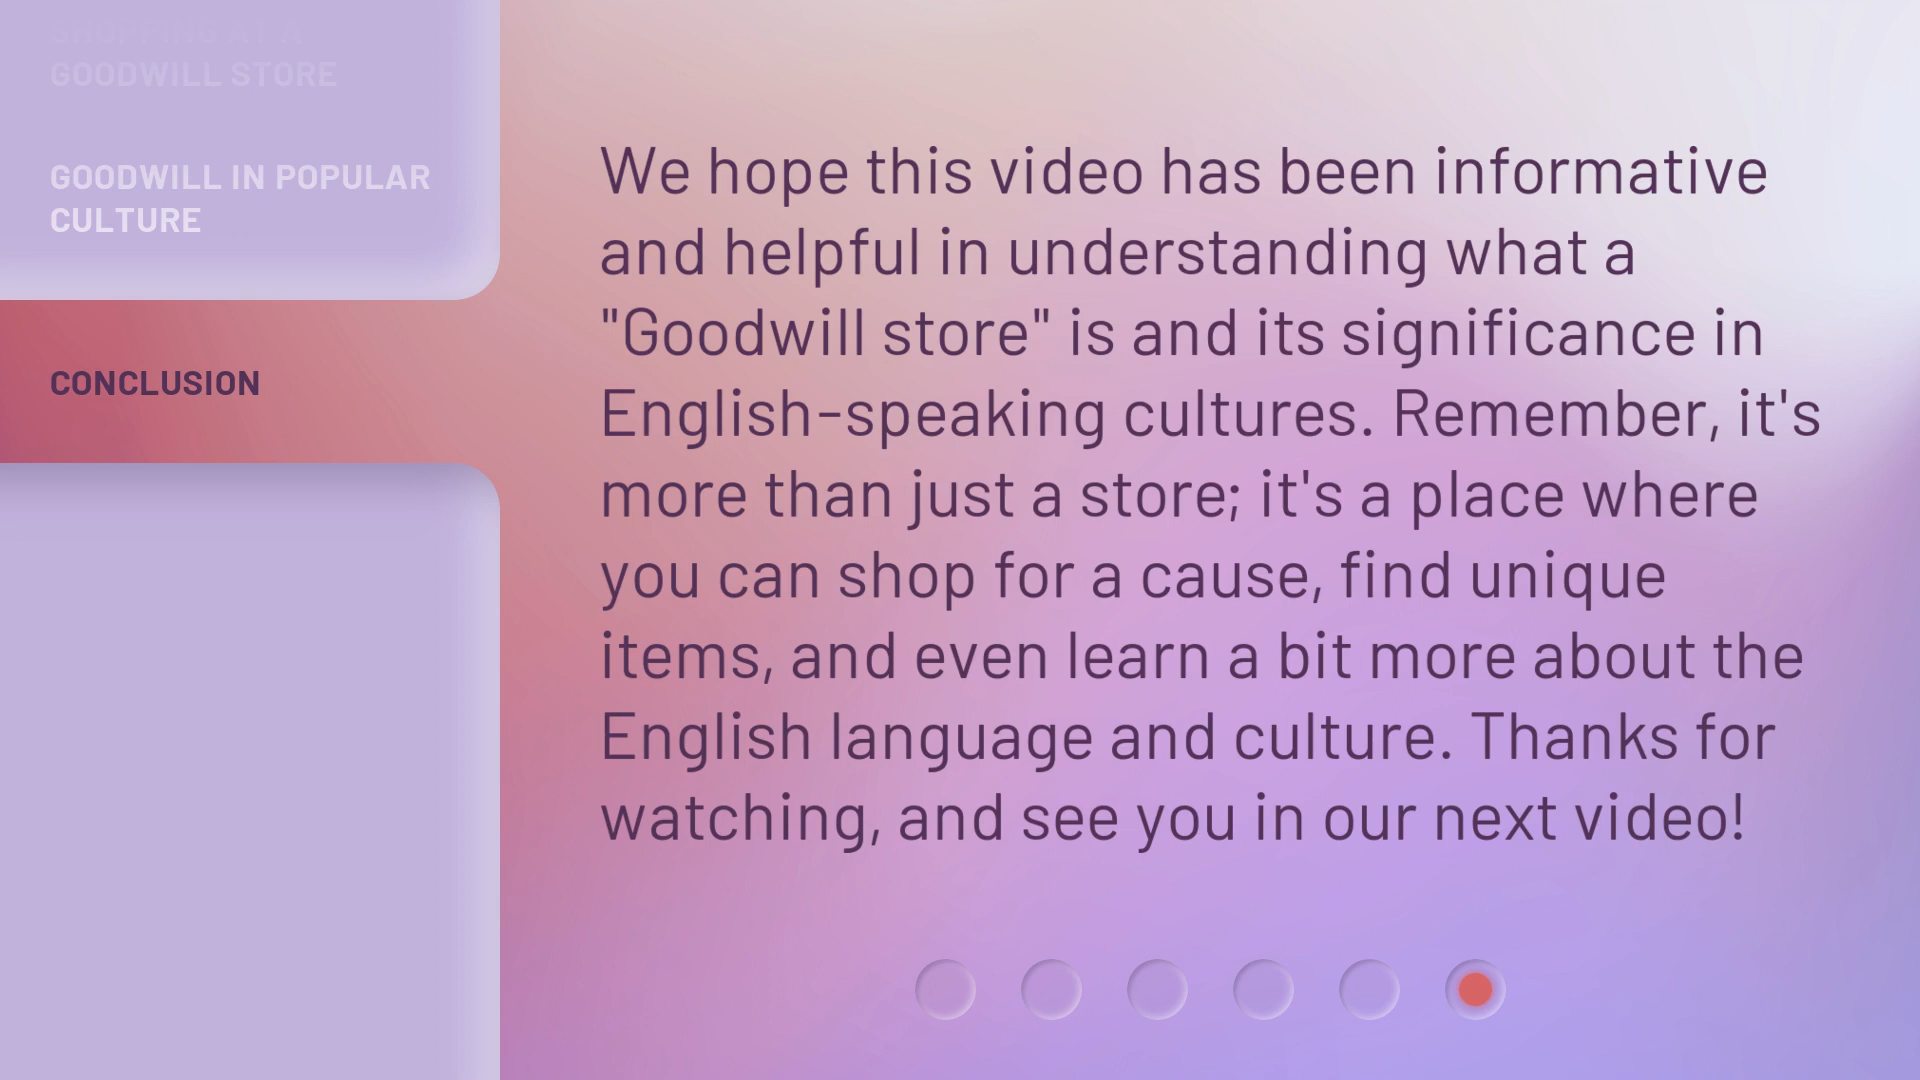 SHOPPING AT A
GOODWILL STORE
GOODWILL IN POPULAR
CULTURE
CONCLUSION
We hope this video has been informative
and helpful in understanding what a
"Goodwill store" is and its significance in
English-speaking cultures. Remember, it's
more than just a store; it's a place where
you can shop for a cause, find unique
items, and even learn a bit more about the
English language and culture. Thanks for
watching, and see you in our next video!